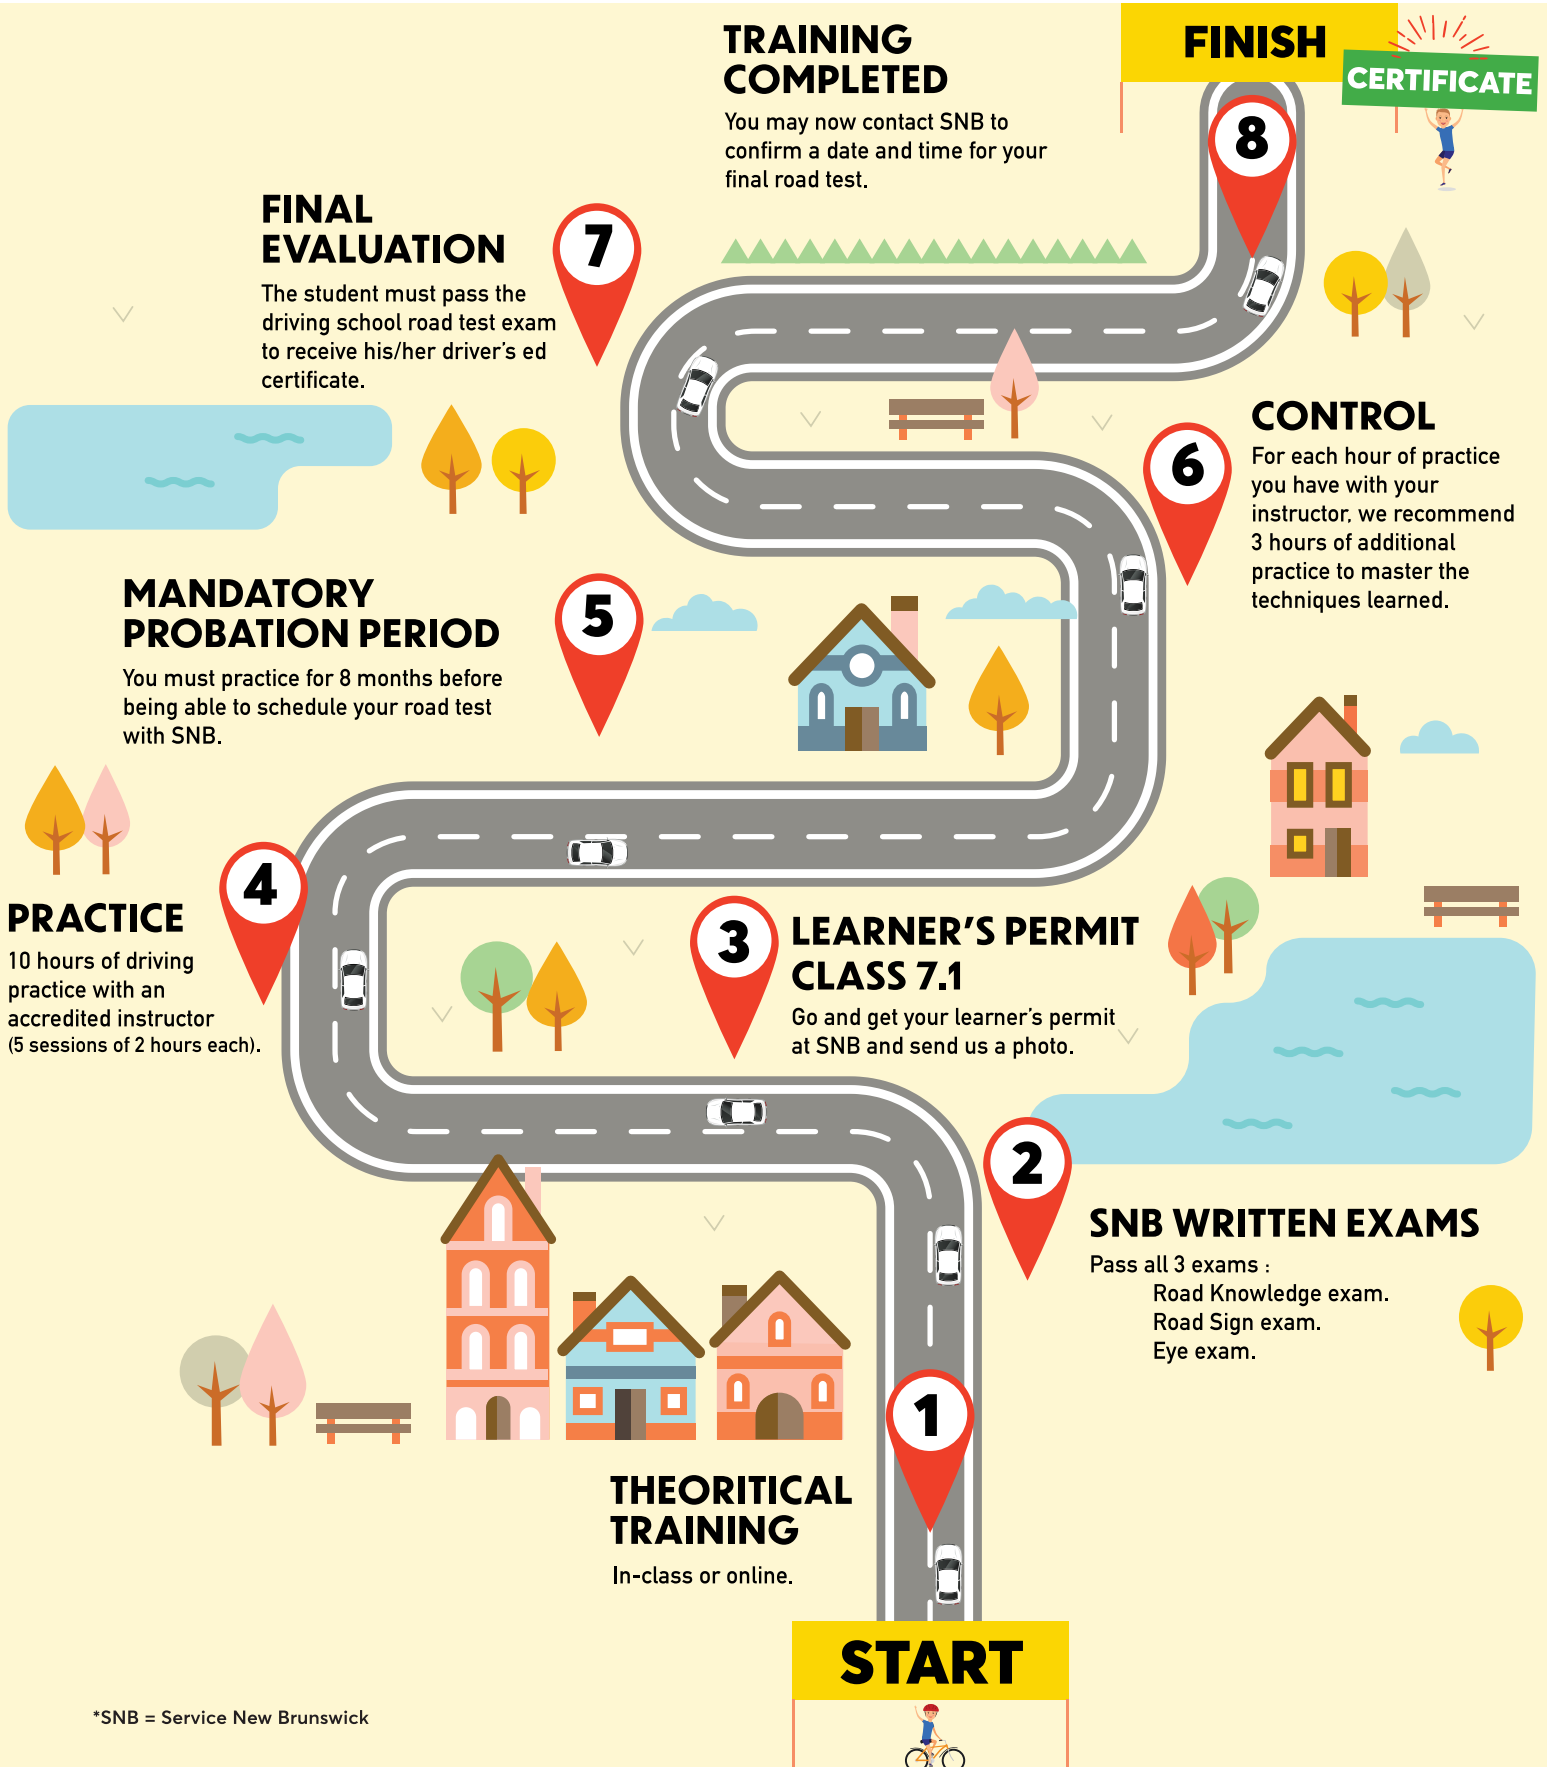 TRAINING
COMPLETED
You may now contact SNB to
confirm a date and time for your
final road test.
FINISH
CERTIFICATE
8
FINAL
EVALUATION
The student must pass the
driving school road test exam
to receive his/her driver's ed
certificate.
7
CONTROL
For each hour of practice
you have with your
instructor, we recommend
3 hours of additional
practice to master the
techniques learned.
6
MANDATORY
PROBATION PERIOD
You must practice for 8 months before
being able to schedule your road test
with SNB.
5
4
PRACTICE
10 hours of driving
practice with an
accredited instructor
(5 sessions of 2 hours each).
3
LEARNER'S PERMIT
CLASS 7.1
Go and get your learner's permit
at SNB and send us a photo.
2
SNB WRITTEN EXAMS
Pass all 3 exams :
Road Knowledge exam.
Road Sign exam.
Eye exam.
1
THEORITICAL
TRAINING
In-class or online.
START
*SNB = Service New Brunswick